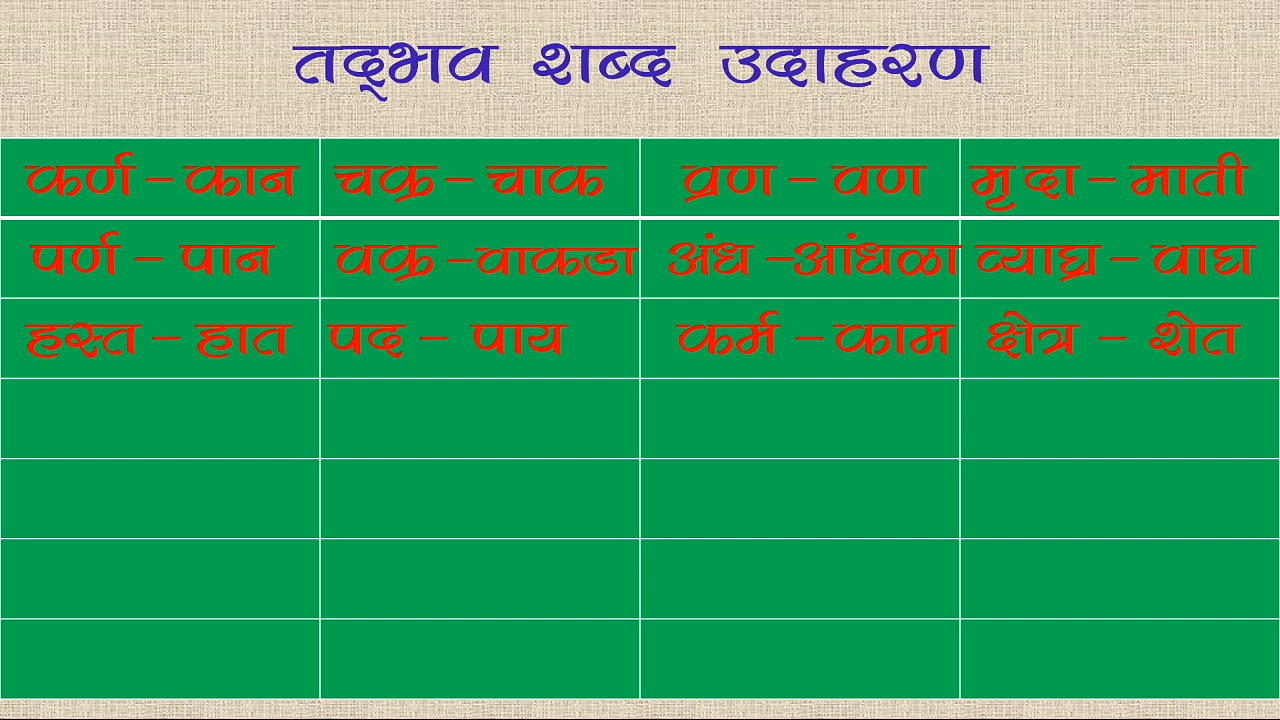 तद्‌भव शब्द उदाहरण
कर्ण – कान चक्र – चाक व्रण – वण मृदा – माती
पर्ण – पान वक्र – वाकडा अंध – आंधळा व्याघ्र – वाघ
हस्त – हात पद – पाय कर्म – काम क्षेत्र – शेत